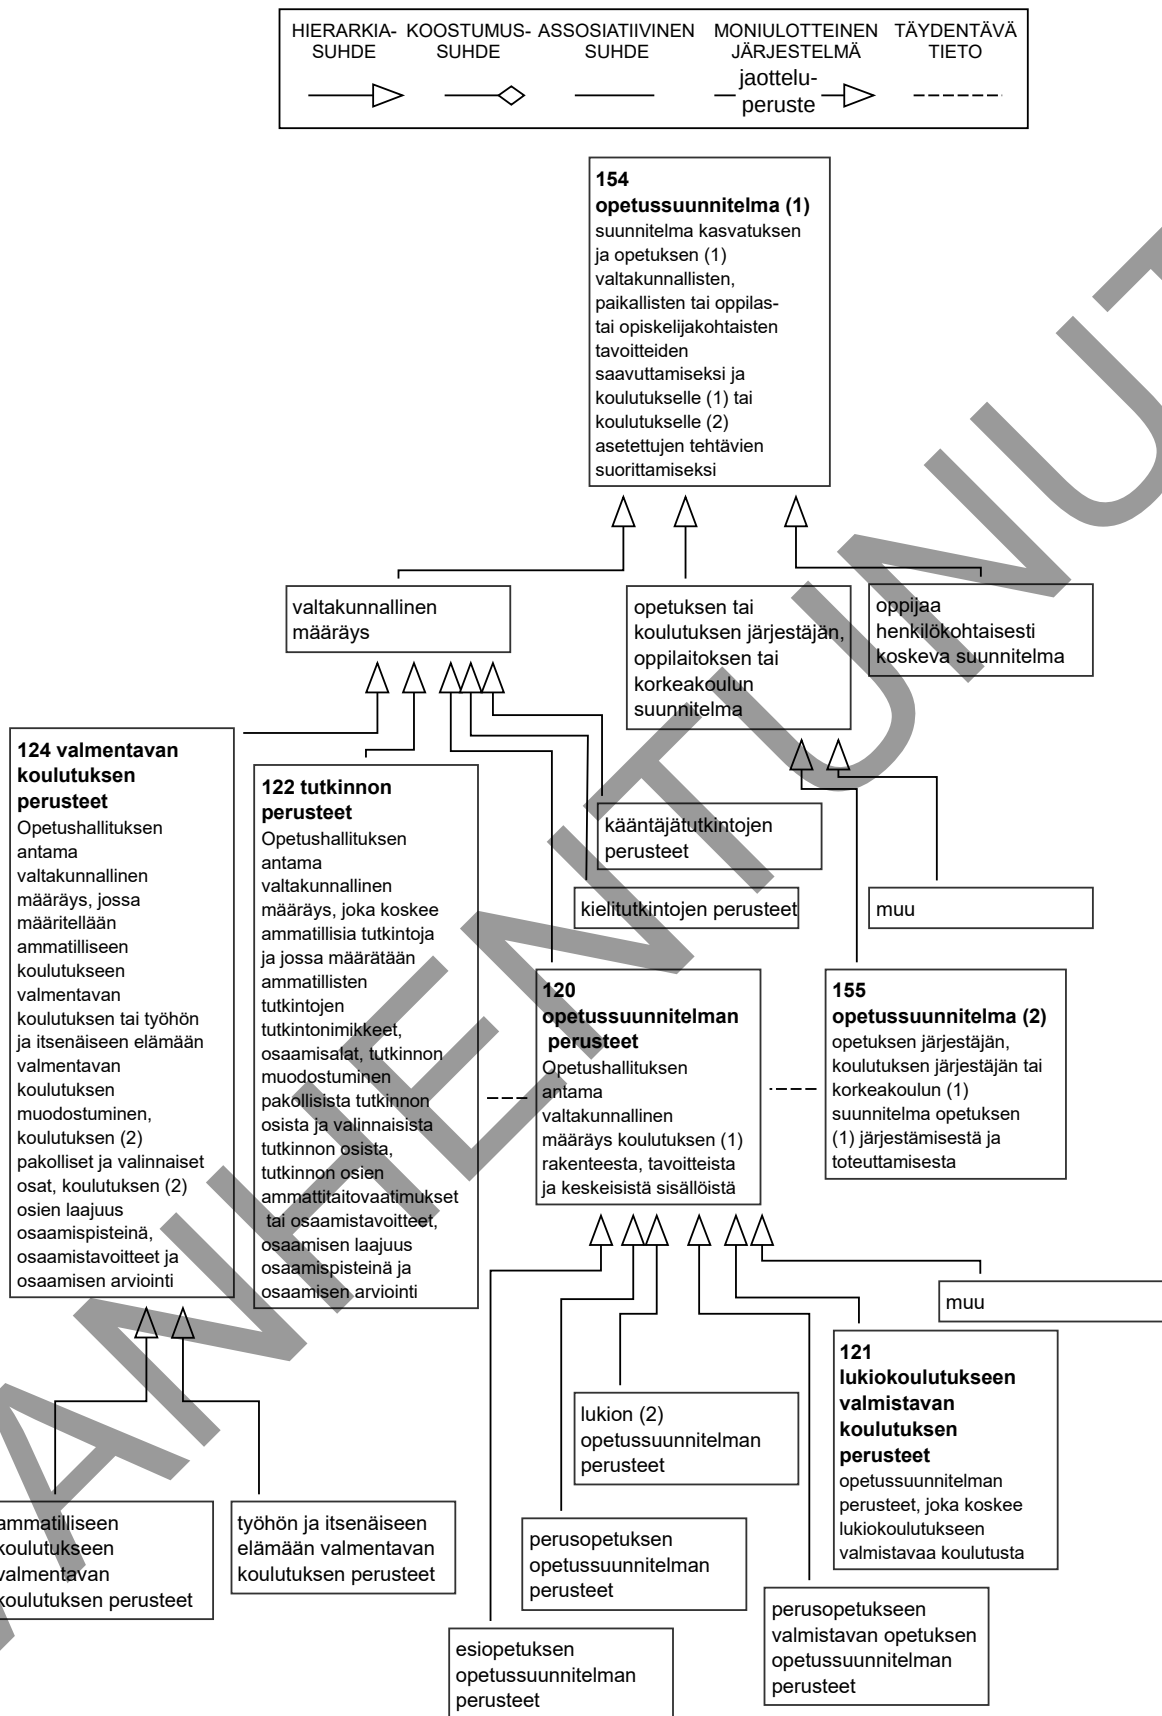 HIERARKIA-
SUHDE
KOOSTUMUS-
SUHDE
ASSOSIATIIVINEN
SUHDE
MONIULOTTEINEN
JÄRJESTELMÄ
jaottelu-
peruste
TÄYDENTÄVÄ
TIETO
154
opetussuunnitelma (1)
suunnitelma kasvatuksen
ja opetuksen (1)
valtakunnallisten,
paikallisten tai oppilas-
tai opiskelijakohtaisten
tavoitteiden
saavuttamiseksi ja
koulutukselle (1) tai
koulutukselle (2)
asetettujen tehtävien
suorittamiseksi
valtakunnallinen
määräys
opetuksen tai
koulutuksen järjestäjän,
oppilaitoksen tai
korkeakoulun
suunnitelma
oppijaa
henkilökohtaisesti
koskeva suunnitelma
124 valmentavan
koulutuksen
perusteet
Opetushallituksen
antama
valtakunnallinen
määräys, jossa
määritellään
ammatilliseen
koulutukseen
valmentavan
koulutuksen tai työhön
ja itsenäiseen elämään
valmentavan
koulutuksen
muodostuminen,
koulutuksen (2)
pakolliset ja valinnaiset
osat, koulutuksen (2)
osien laajuus
osaamispisteinä,
osaamistavoitteet ja
osaamisen arviointi
122 tutkinnon
perusteet
Opetushallituksen
antama
valtakunnallinen
määräys, joka koskee
ammatillisia tutkintoja
ja jossa määrätään
ammatillisten
tutkintojen
tutkintonimikkeet,
osaamisalat, tutkinnon
muodostuminen
pakollisista tutkinnon
osista ja valinnaisista
tutkinnon osista,
tutkinnon osien
ammattitaitovaatimukset
tai osaamistavoitteet,
osaamisen laajuus
osaamispisteinä ja
osaamisen arviointi
kääntäjätutkintojen
perusteet
kielitutkintojen perusteet
muu
120
opetussuunnitelman
perusteet
Opetushallituksen
antama
valtakunnallinen
määräys koulutuksen (1)
rakenteesta, tavoitteista
ja keskeisistä sisällöistä
155
opetussuunnitelma (2)
opetuksen järjestäjän,
koulutuksen järjestäjän tai
korkeakoulun (1)
suunnitelma opetuksen
(1) järjestämisestä ja
toteuttamisesta
muu
121
lukiokoulutukseen
valmistavan
koulutuksen
perusteet
opetussuunnitelman
perusteet, joka koskee
lukiokoulutukseen
valmistavaa koulutusta
lukion (2)
opetussuunnitelman
perusteet
ammatilliseen
koulutukseen
valmentavan
koulutuksen perusteet
työhön ja itsenäiseen
elämään valmentavan
koulutuksen perusteet
perusopetuksen
opetussuunnitelman
perusteet
perusopetukseen
valmistavan opetuksen
opetussuunnitelman
perusteet
esiopetuksen
opetussuunnitelman
perusteet
VANHENTUNUT